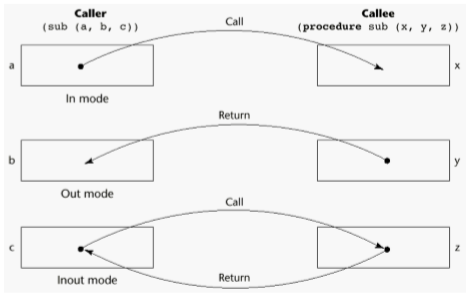 Caller
(sub (a, b, c))
Call
Callee
(procedure sub (x, y, z))
a
x
In mode
Return
b
y
Out mode
Call
c
z
Inout mode
Return